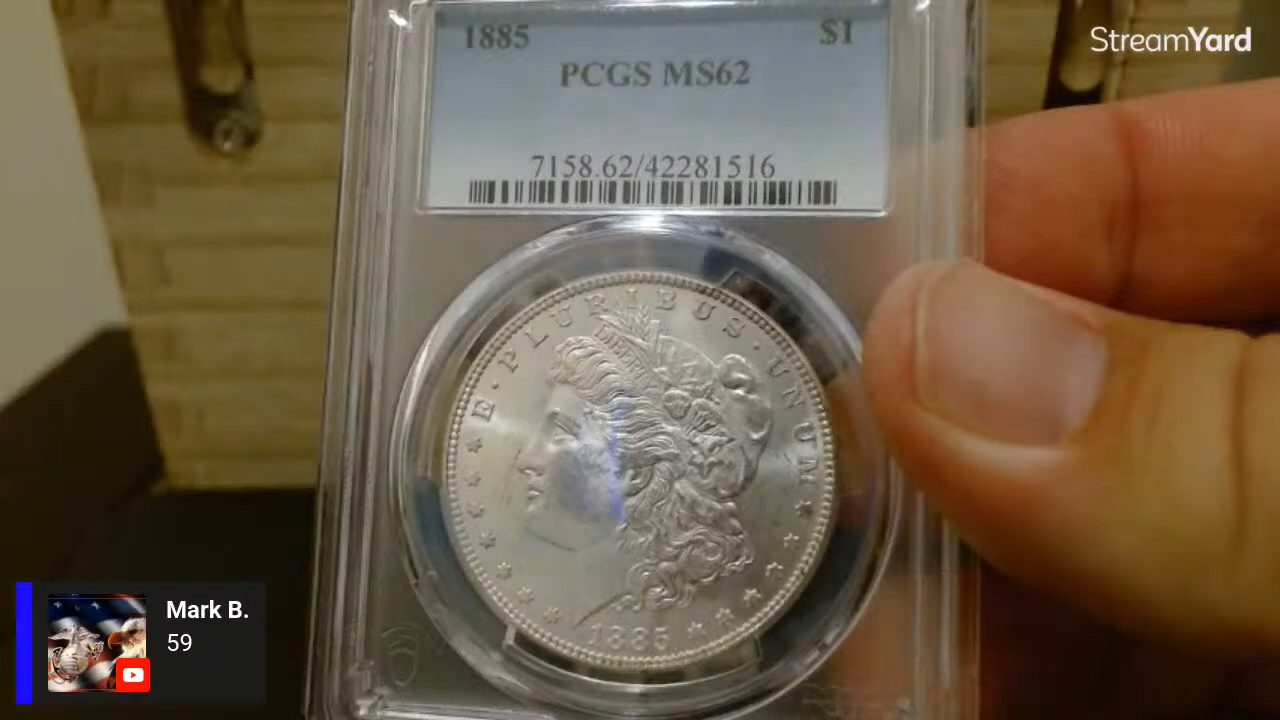 StreamYard
1885 $1
PCGS MS62
7158.62/42281516
E·PLURIBUS·UNUM
LIBERTY
1885
Mark B.
59